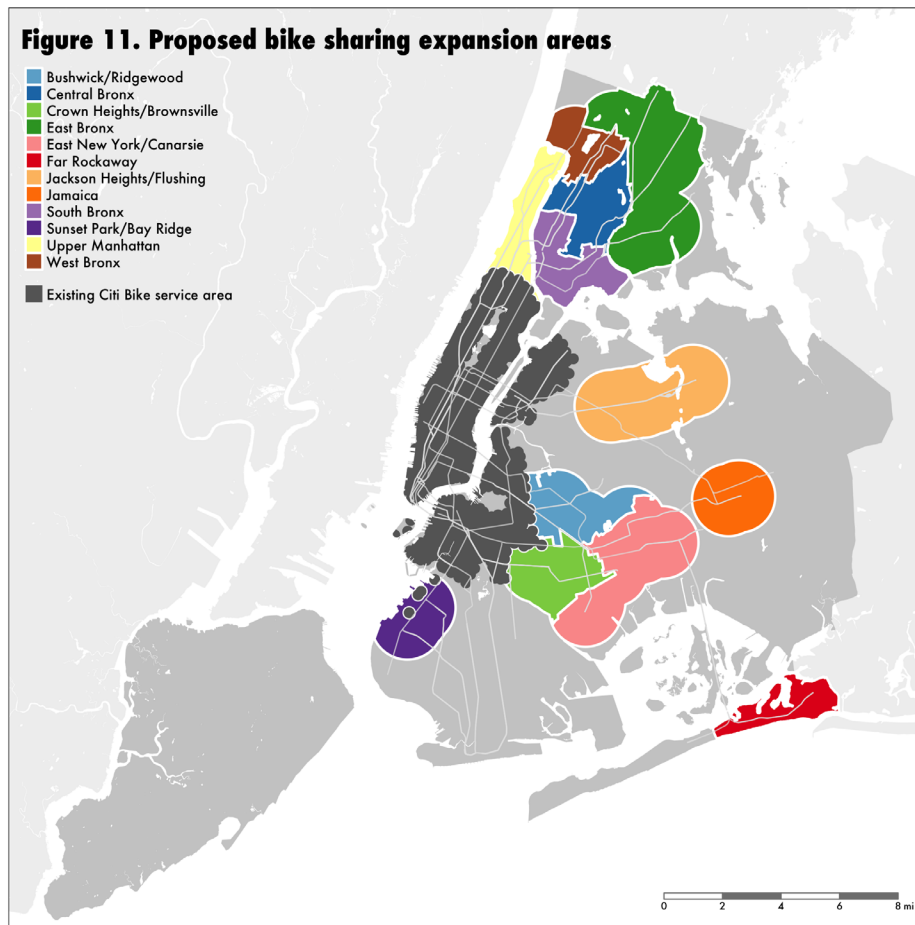 Figure 11. Proposed bike sharing expansion areas
Bushwick/Ridgewood
Central Bronx
Crown Heights/Brownsville
East Bronx
East New York/Canarsie
Far Rockaway
Jackson Heights/Flushing
Jamaica
South Bronx
Sunset Park/Bay Ridge
Upper Manhattan
West Bronx
Existing Citi Bike service area
0 2 4 6 8 mi